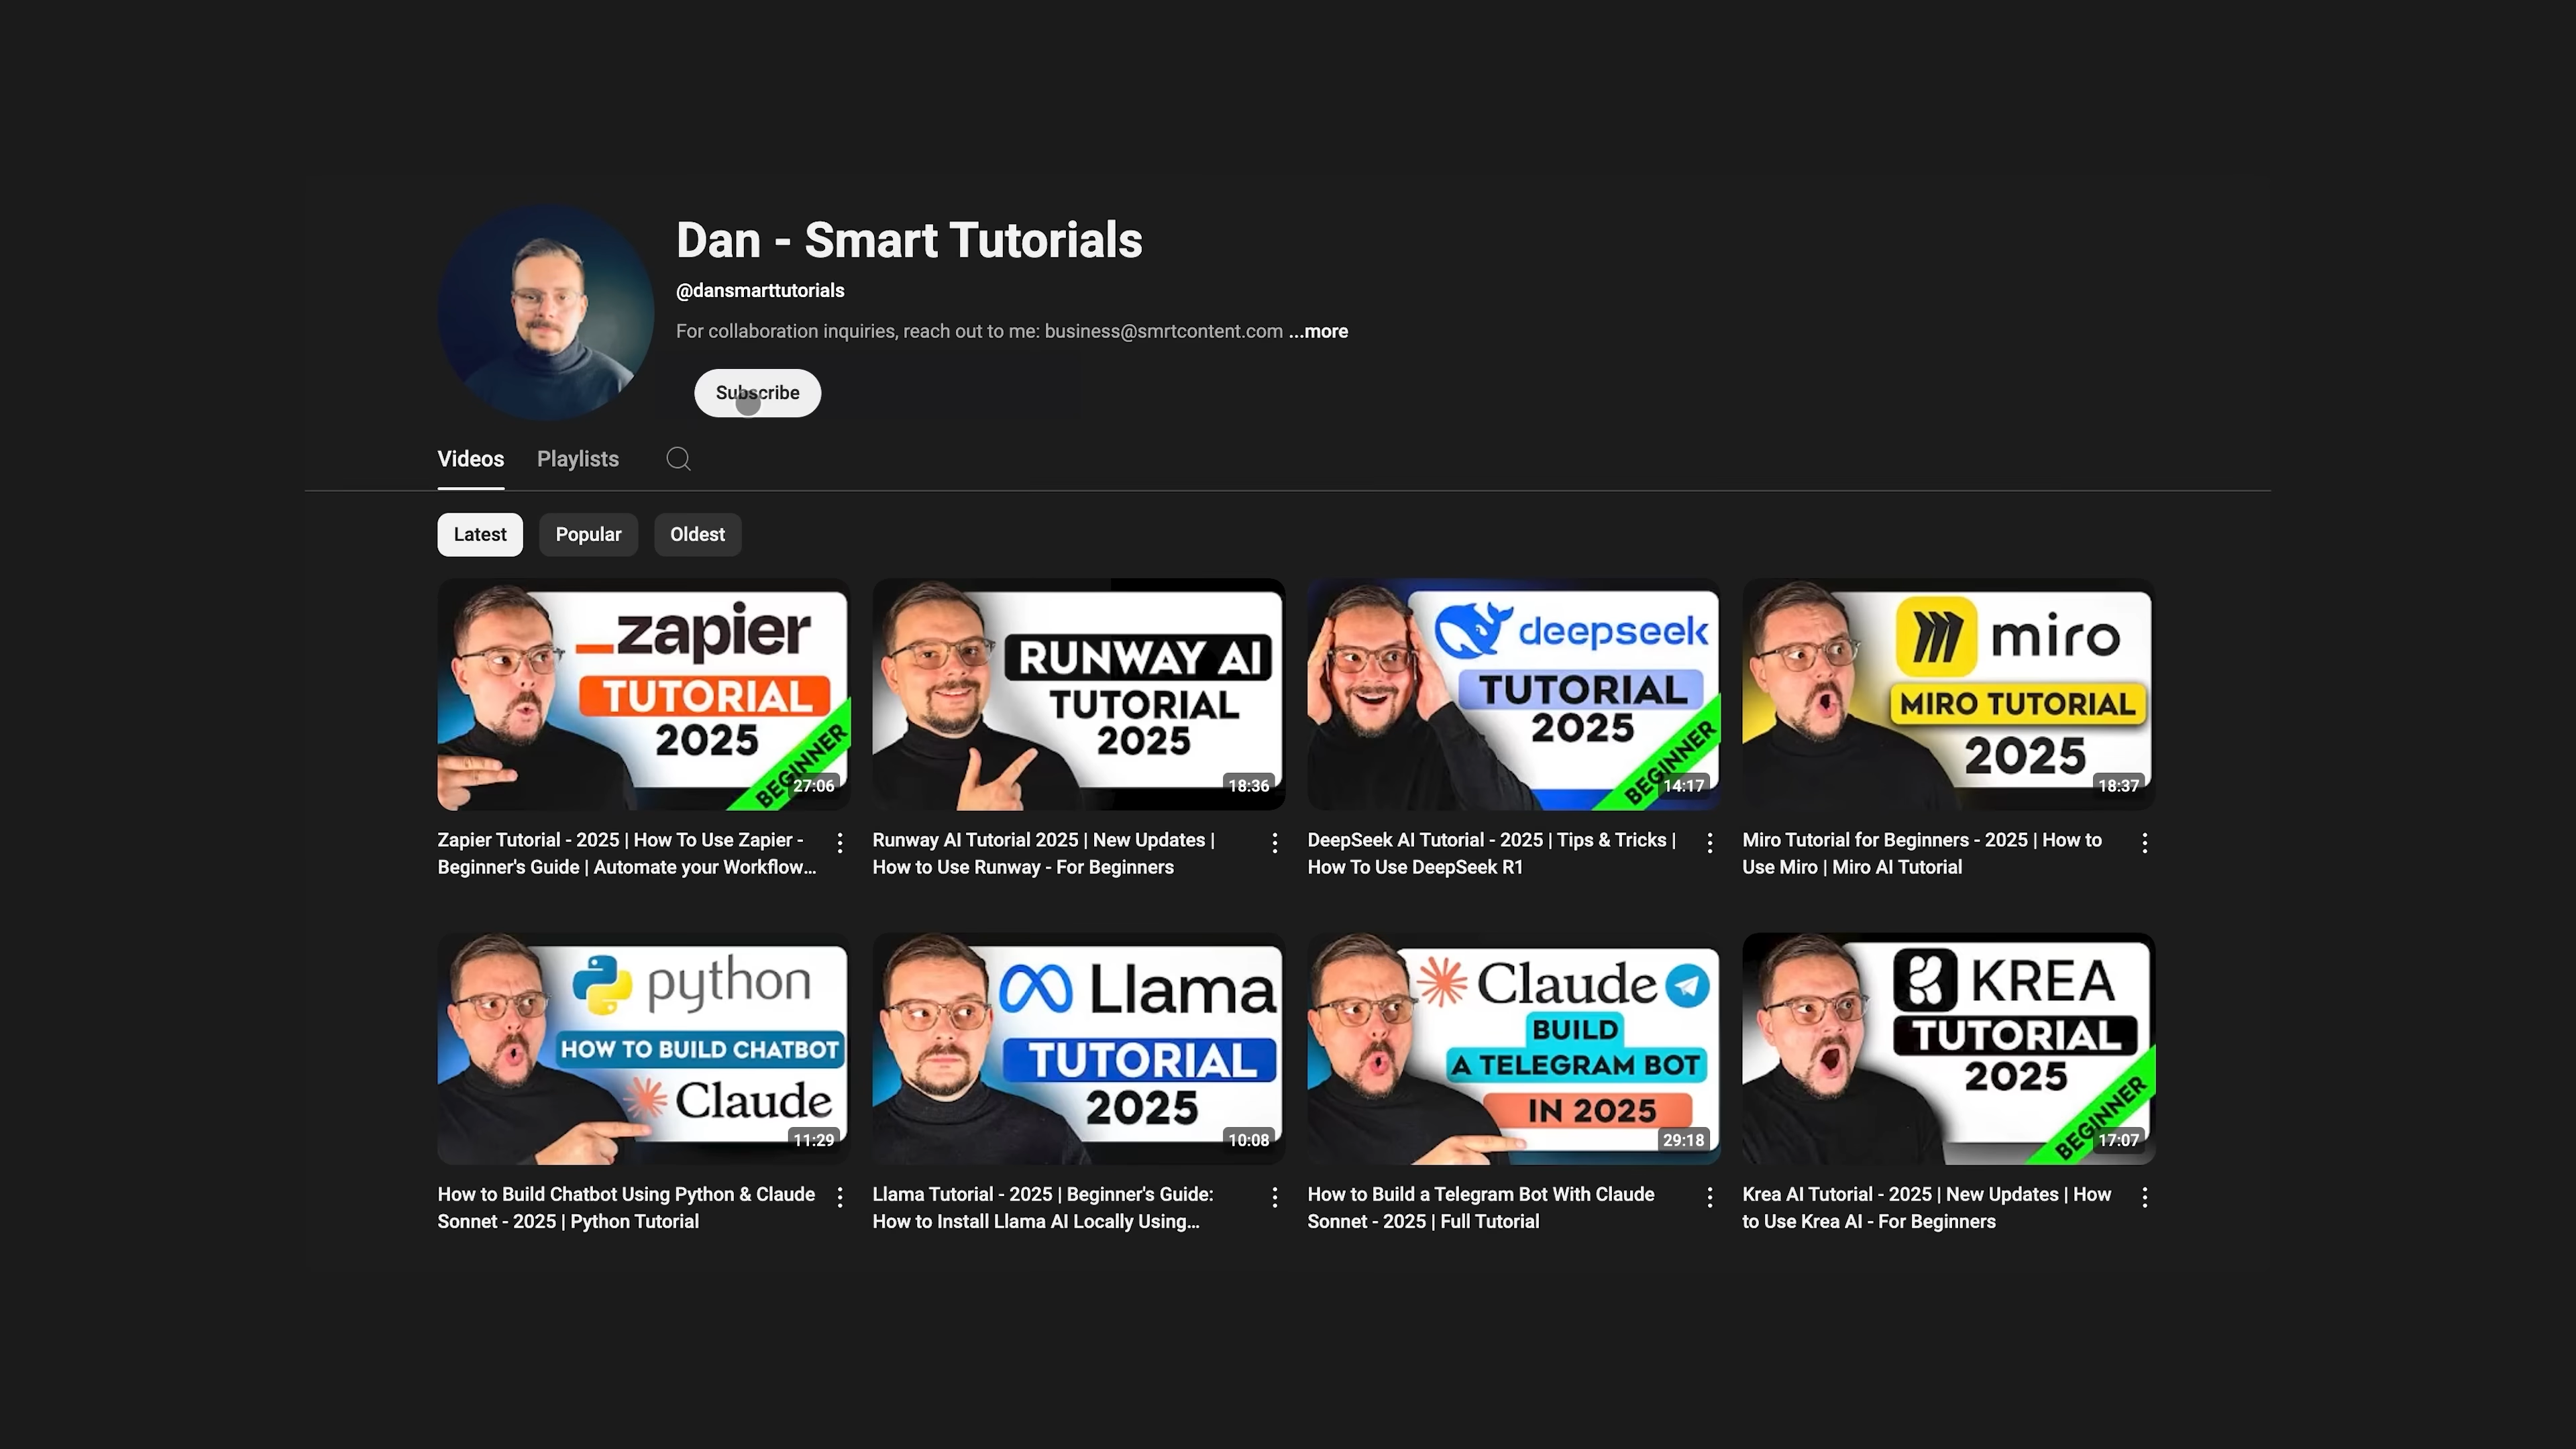 Dan - Smart Tutorials
@dansmarttutorials
For collaboration inquiries, reach out to me: business@smrtcontent.com ...more
Subscribe
Videos Playlists
Latest Popular Oldest
zapier
TUTORIAL
2025
BEGINNER
27:06
RUNWAY AI
TUTORIAL
2025
18:36
deepseek
TUTORIAL
2025
BEGINNER
14:17
miro
MIRO TUTORIAL
2025
18:37
Zapier Tutorial - 2025 | How To Use Zapier -
Beginner's Guide | Automate your Workflow...
Runway AI Tutorial 2025 | New Updates |
How to Use Runway - For Beginners
DeepSeek AI Tutorial - 2025 | Tips & Tricks |
How To Use DeepSeek R1
Miro Tutorial for Beginners - 2025 | How to
Use Miro | Miro AI Tutorial
python
HOW TO BUILD CHATBOT
Claude
11:29
Llama
TUTORIAL
2025
10:08
Claude
BUILD
A TELEGRAM BOT
IN 2025
29:18
KREA
TUTORIAL
2025
BEGINNER
17:07
How to Build Chatbot Using Python & Claude
Sonnet - 2025 | Python Tutorial
Llama Tutorial - 2025 | Beginner's Guide:
How to Install Llama AI Locally Using...
How to Build a Telegram Bot With Claude
Sonnet - 2025 | Full Tutorial
Krea AI Tutorial - 2025 | New Updates | How
to Use Krea AI - For Beginners